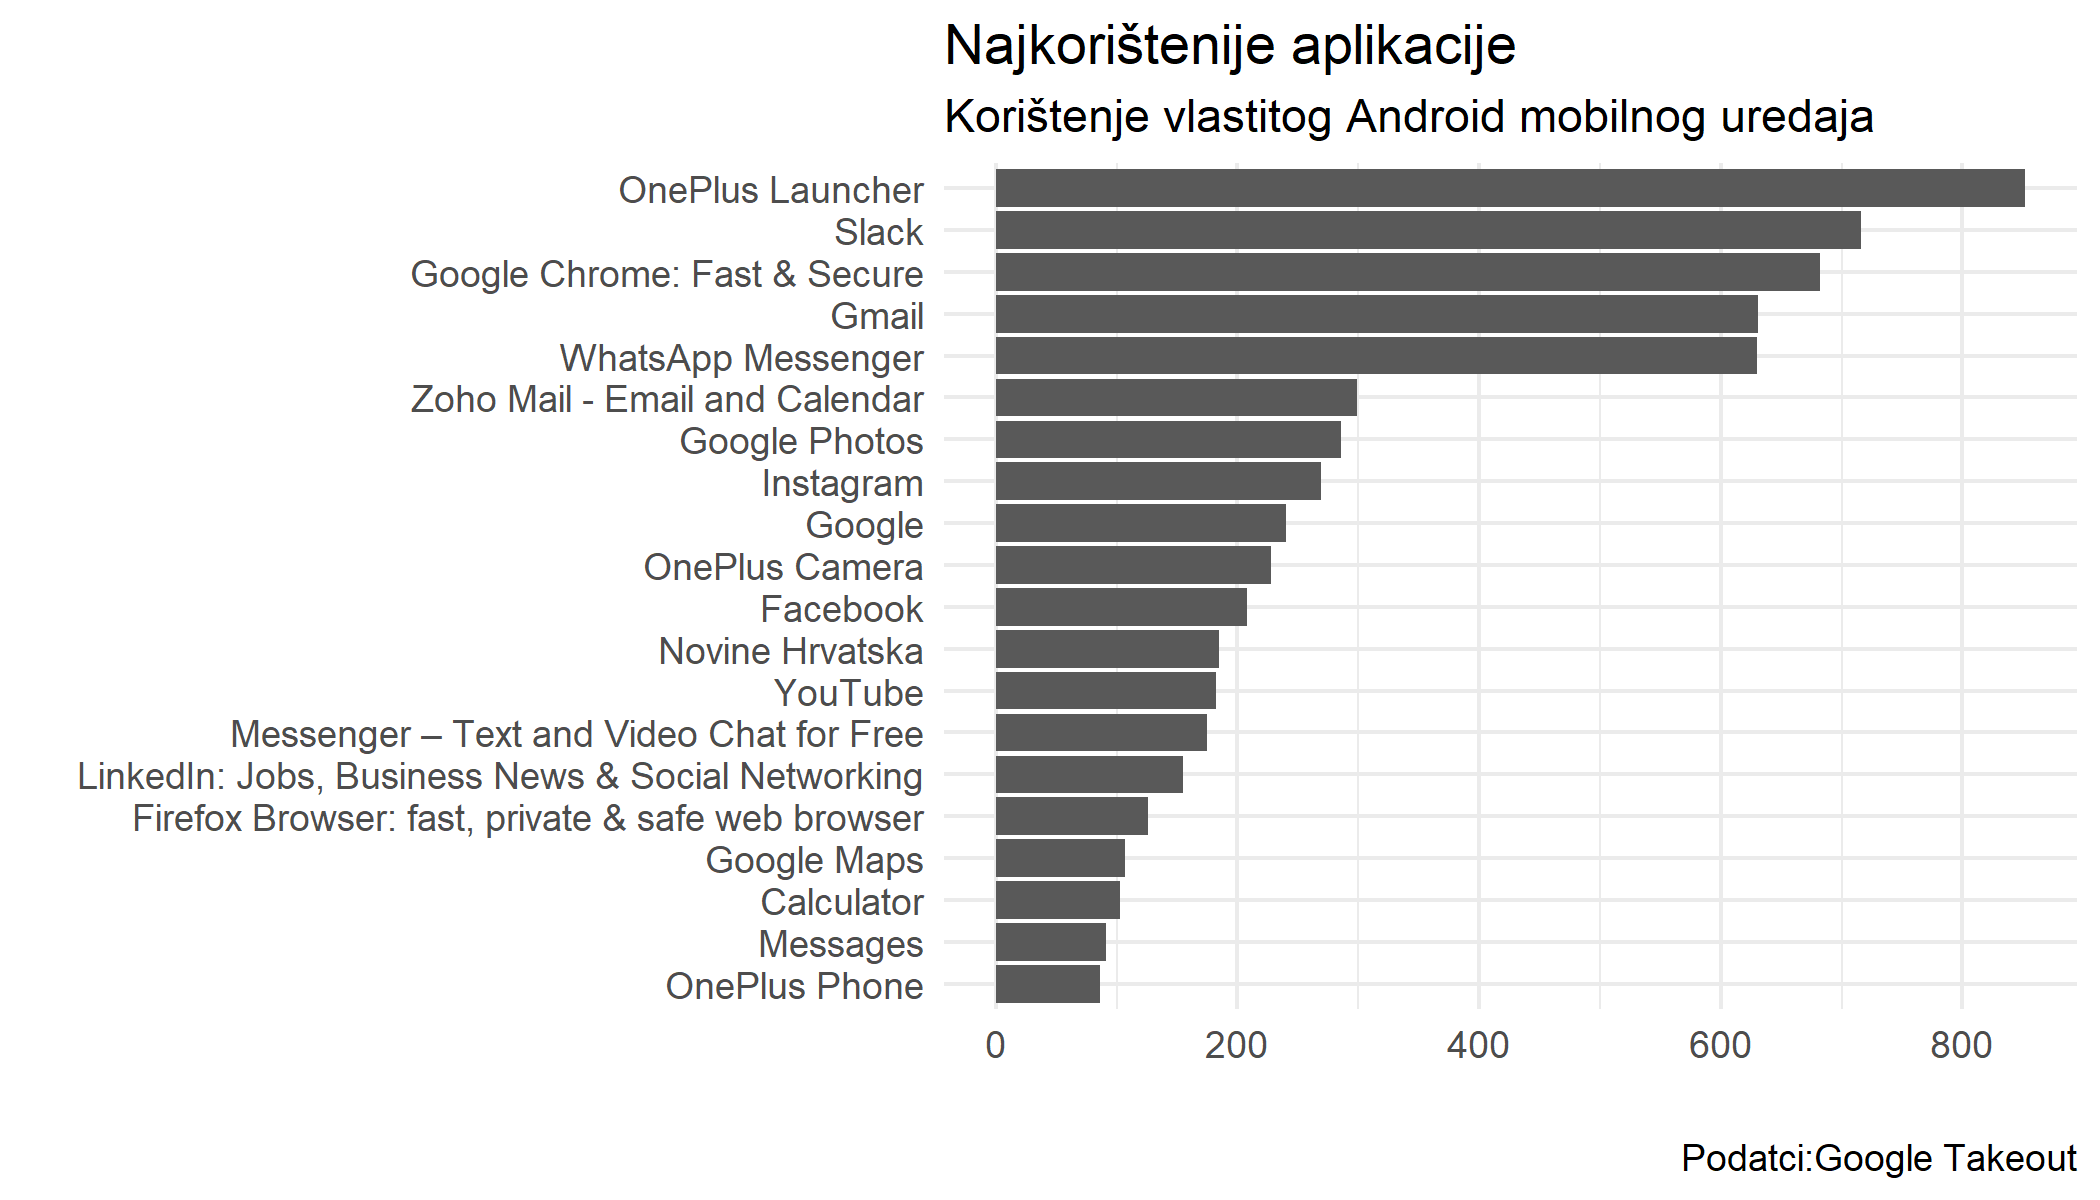 Najkorištenije aplikacije
Korištenje vlastitog Android mobilnog uredaja
OnePlus Launcher
Slack
Google Chrome: Fast & Secure
Gmail
WhatsApp Messenger
Zoho Mail - Email and Calendar
Google Photos
Instagram
Google
OnePlus Camera
Facebook
Novine Hrvatska
YouTube
Messenger – Text and Video Chat for Free
LinkedIn: Jobs, Business News & Social Networking
Firefox Browser: fast, private & safe web browser
Google Maps
Calculator
Messages
OnePlus Phone
0 200 400 600 800
Podatci:Google Takeout